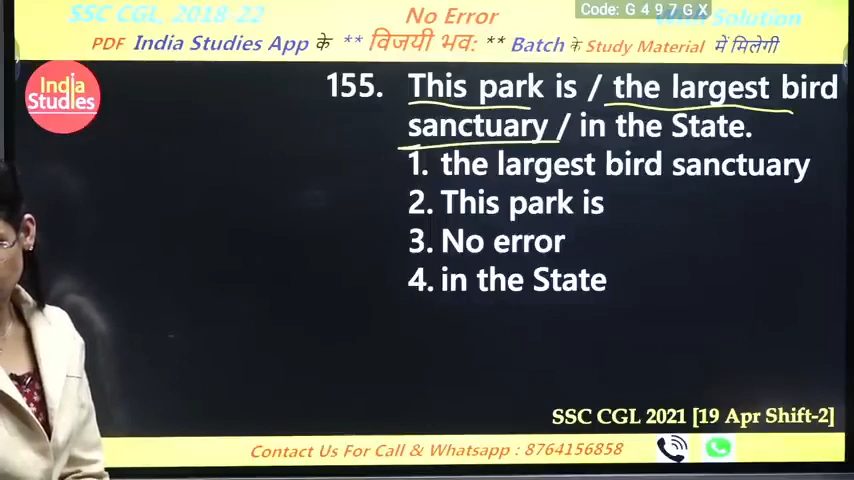 SSC CGL, 2018-22
No Error
Code: G 4 9 7 G X
With Solution
PDF India Studies App के ** विजयी भव: ** Batch के Study Material में मिलेगी
India
Studies
155. This park is / the largest bird
sanctuary / in the State.
1. the largest bird sanctuary
2. This park is
3. No error
4. in the State
SSC CGL 2021 [19 Apr Shift-2]
Contact Us For Call & Whatsapp : 8764156858